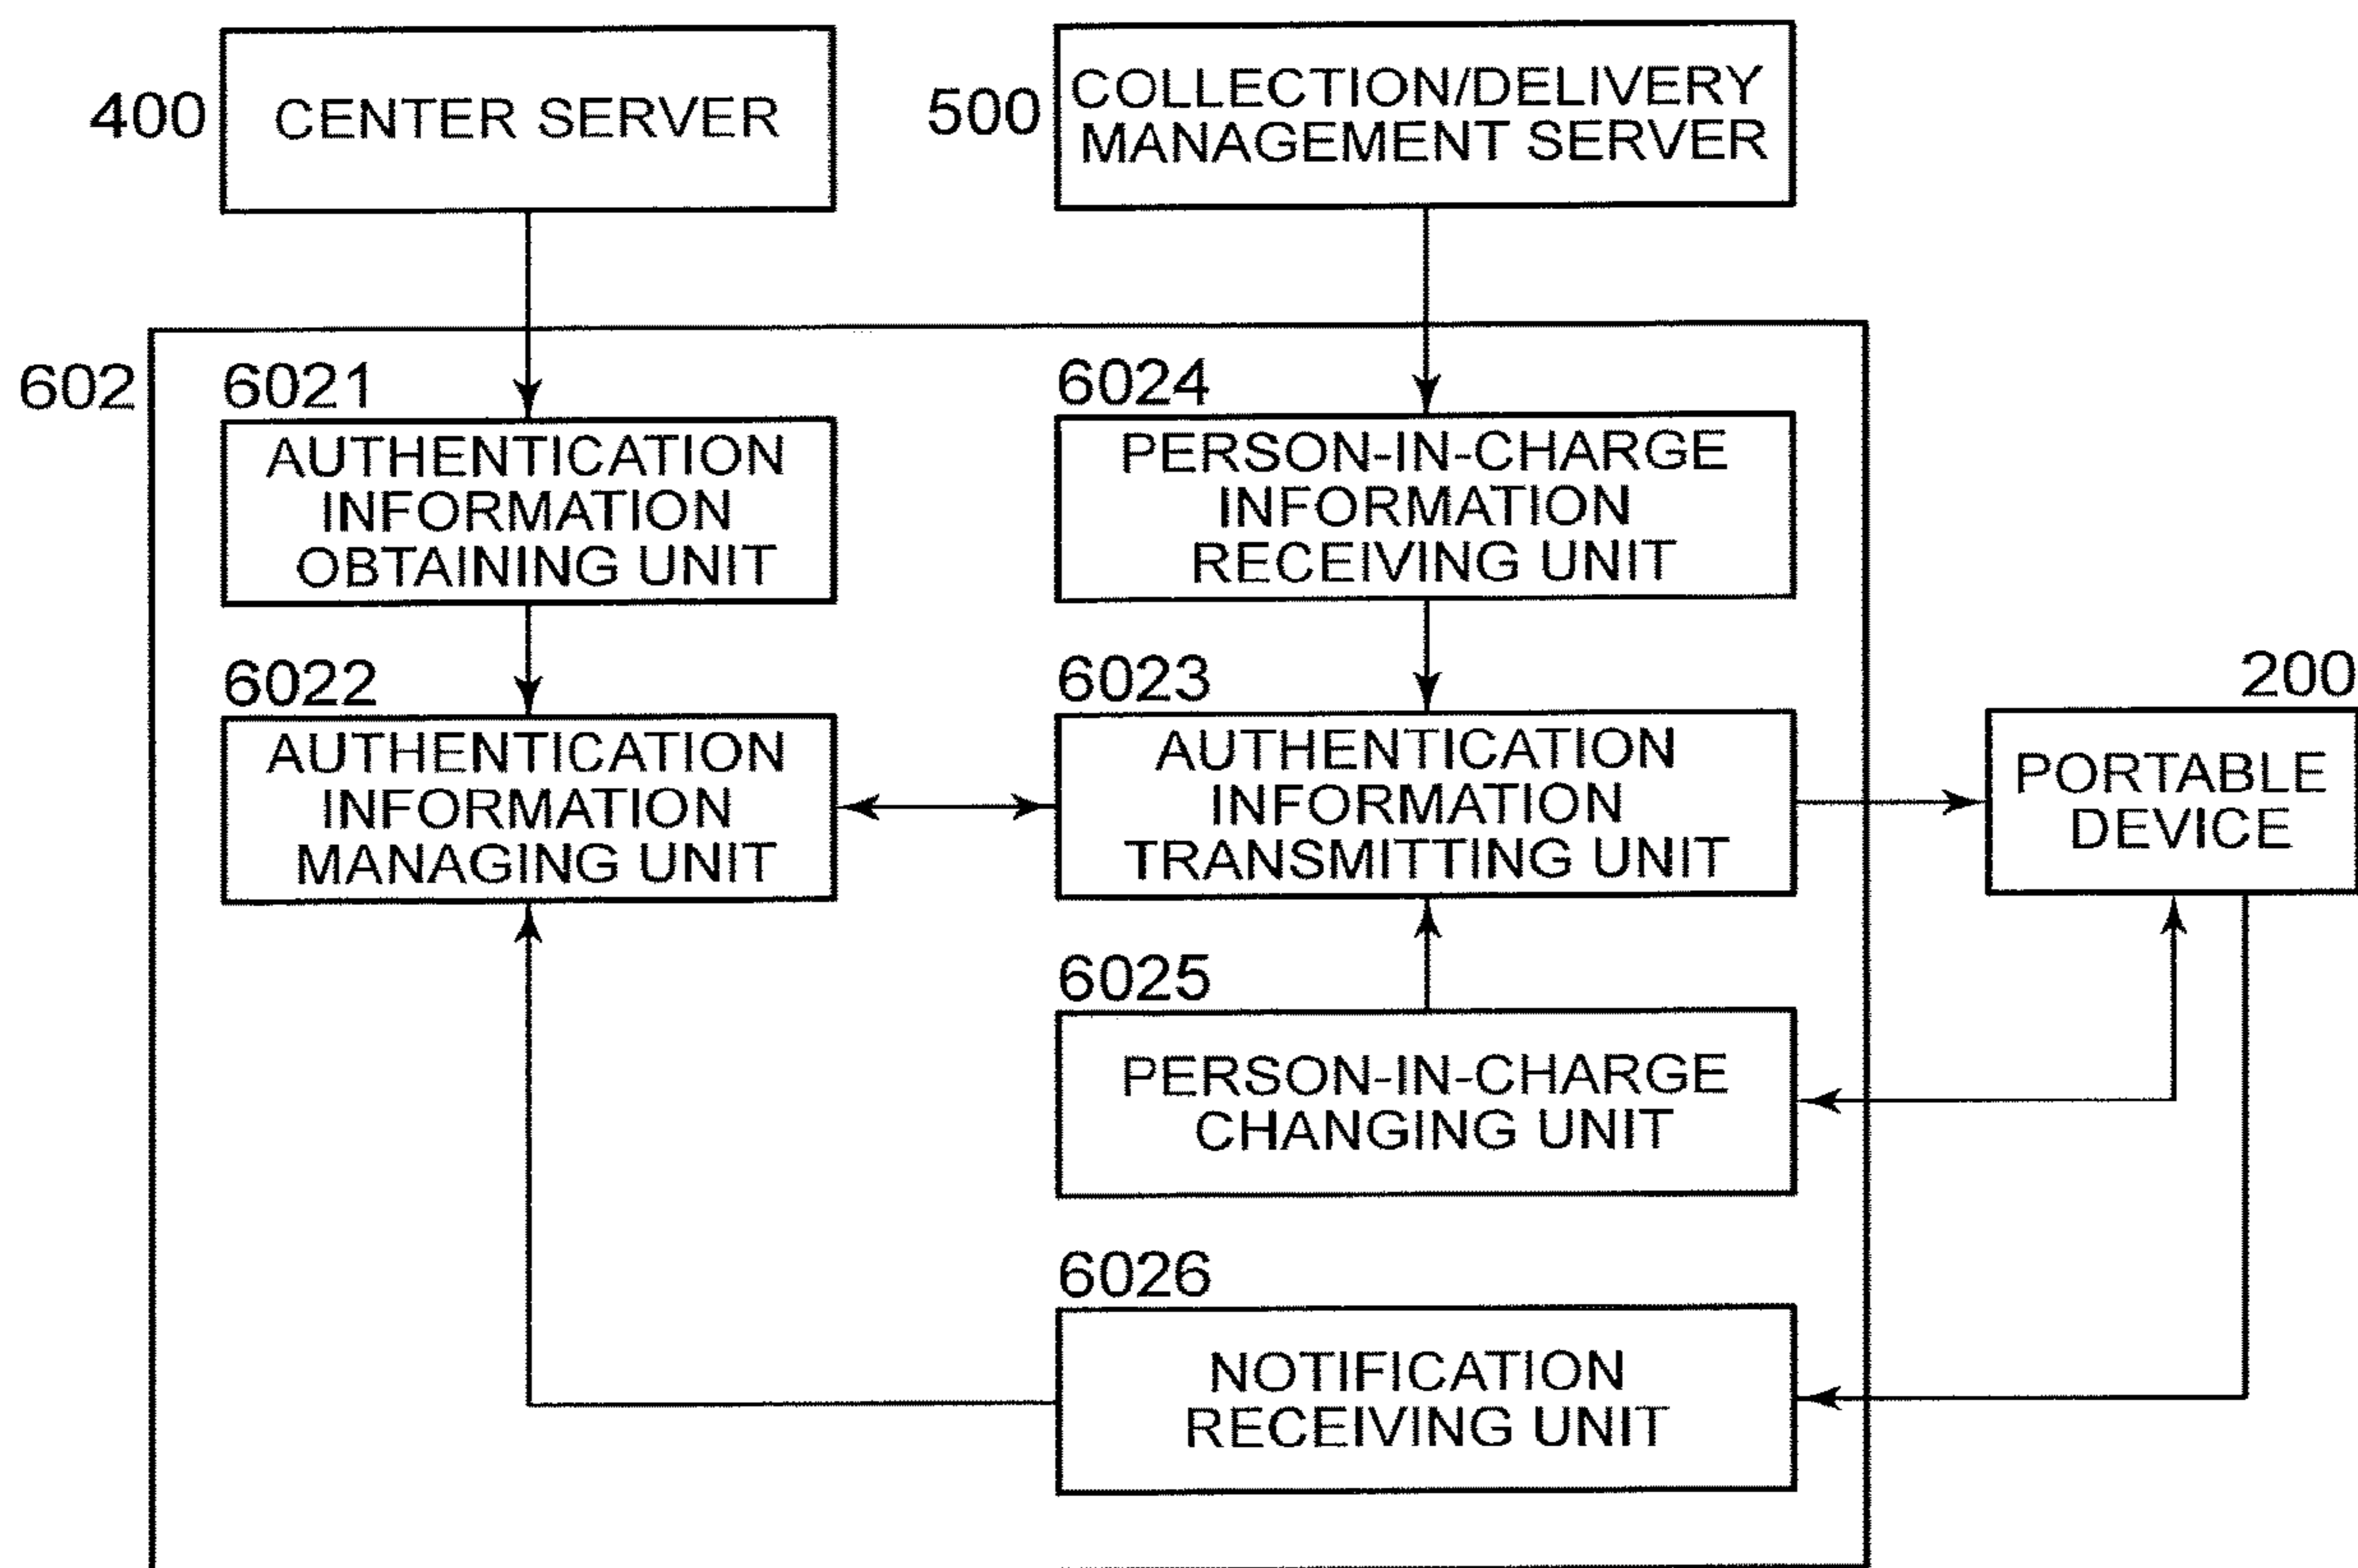 400
CENTER SERVER
500
COLLECTION/DELIVERY
MANAGEMENT SERVER
602
6021
AUTHENTICATION
INFORMATION
OBTAINING UNIT
6024
PERSON-IN-CHARGE
INFORMATION
RECEIVING UNIT
6022
AUTHENTICATION
INFORMATION
MANAGING UNIT
6023
AUTHENTICATION
INFORMATION
TRANSMITTING UNIT
200
PORTABLE
DEVICE
6025
PERSON-IN-CHARGE
CHANGING UNIT
6026
NOTIFICATION
RECEIVING UNIT